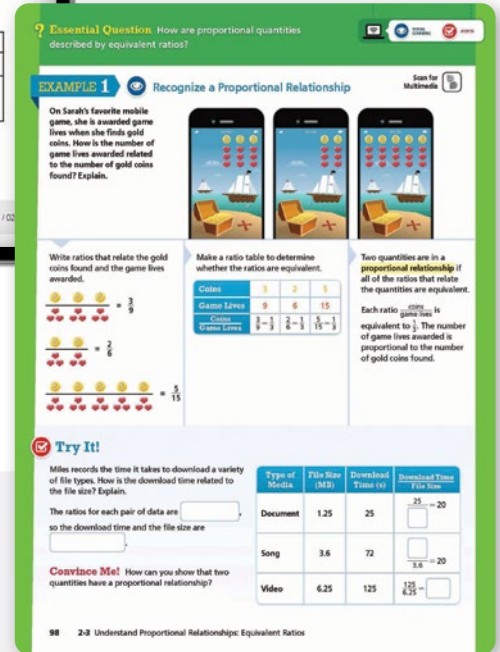 ? Essential Question How are proportional quantities
described by equivalent ratios?
VISUAL
LEARNING
EXAMPLE 1 Recognize a Proportional Relationship
Scan for
Multimedia
On Sarah's favorite mobile
game, she is awarded game
lives when she finds gold
coins. How is the number of
game lives awarded related
to the number of gold coins
found? Explain.
/ 02
Write ratios that relate the gold
coins found and the game lives
awarded.
= 3/9
= 2/6
= 5/15
Make a ratio table to determine
whether the ratios are equivalent.
Coins 3 2 5
Game Lives 9 6 15
Coins/Game Lives 3/9 = 1/3 2/6 = 1/3 5/15 = 1/3
Two quantities are in a
proportional relationship if
all of the ratios that relate
the quantities are equivalent.
Each ratio coins/game lives is
equivalent to 1/3. The number
of game lives awarded is
proportional to the number
of gold coins found.
Try It!
Miles records the time it takes to download a variety
of file types. How is the download time related to
the file size? Explain.
The ratios for each pair of data are ,
so the download time and the file size are
.
Convince Me! How can you show that two
quantities have a proportional relationship?
Type of Media File Size (MB) Download Time (s) Download Time/File Size
Document 1.25 25 25/ = 20
Song 3.6 72 /3.6 = 20
Video 6.25 125 125/6.25 =
98 2-3 Understand Proportional Relationships: Equivalent Ratios